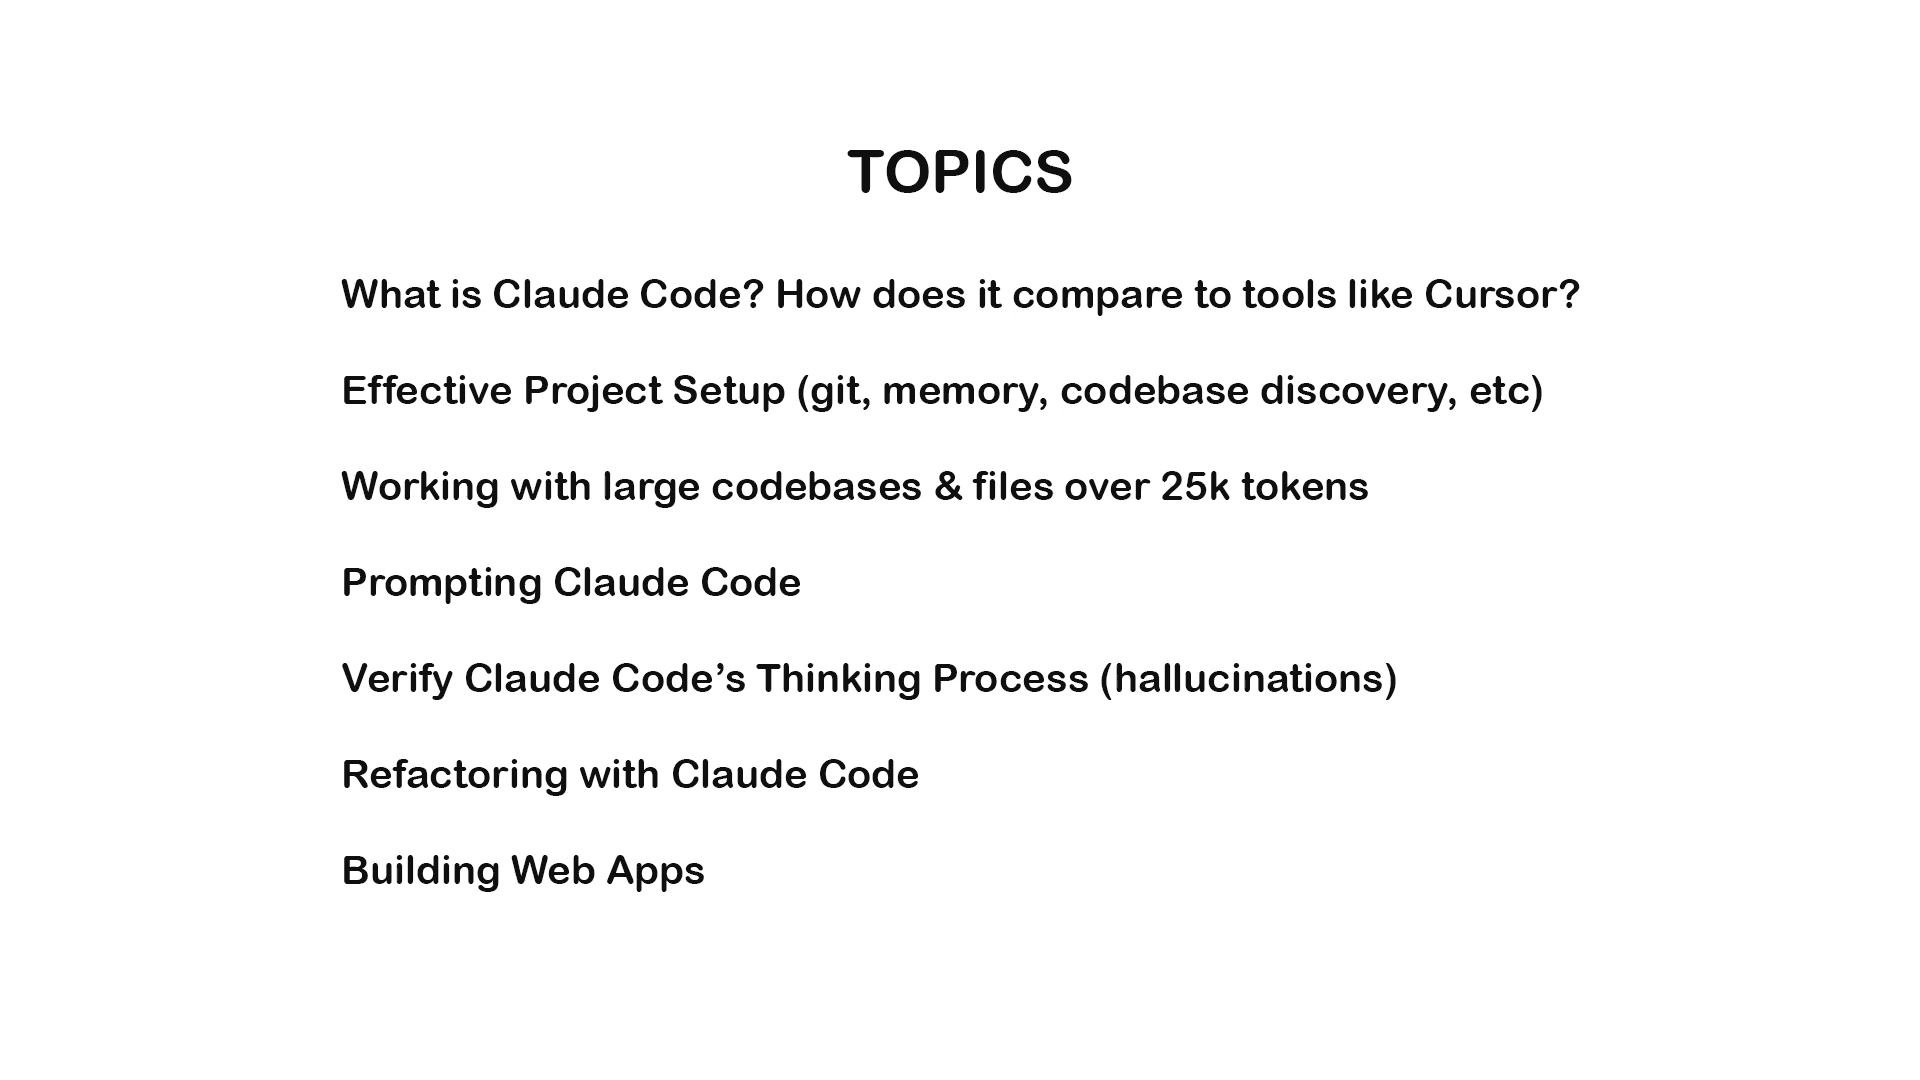 TOPICS
What is Claude Code? How does it compare to tools like Cursor?
Effective Project Setup (git, memory, codebase discovery, etc)
Working with large codebases & files over 25k tokens
Prompting Claude Code
Verify Claude Code’s Thinking Process (hallucinations)
Refactoring with Claude Code
Building Web Apps